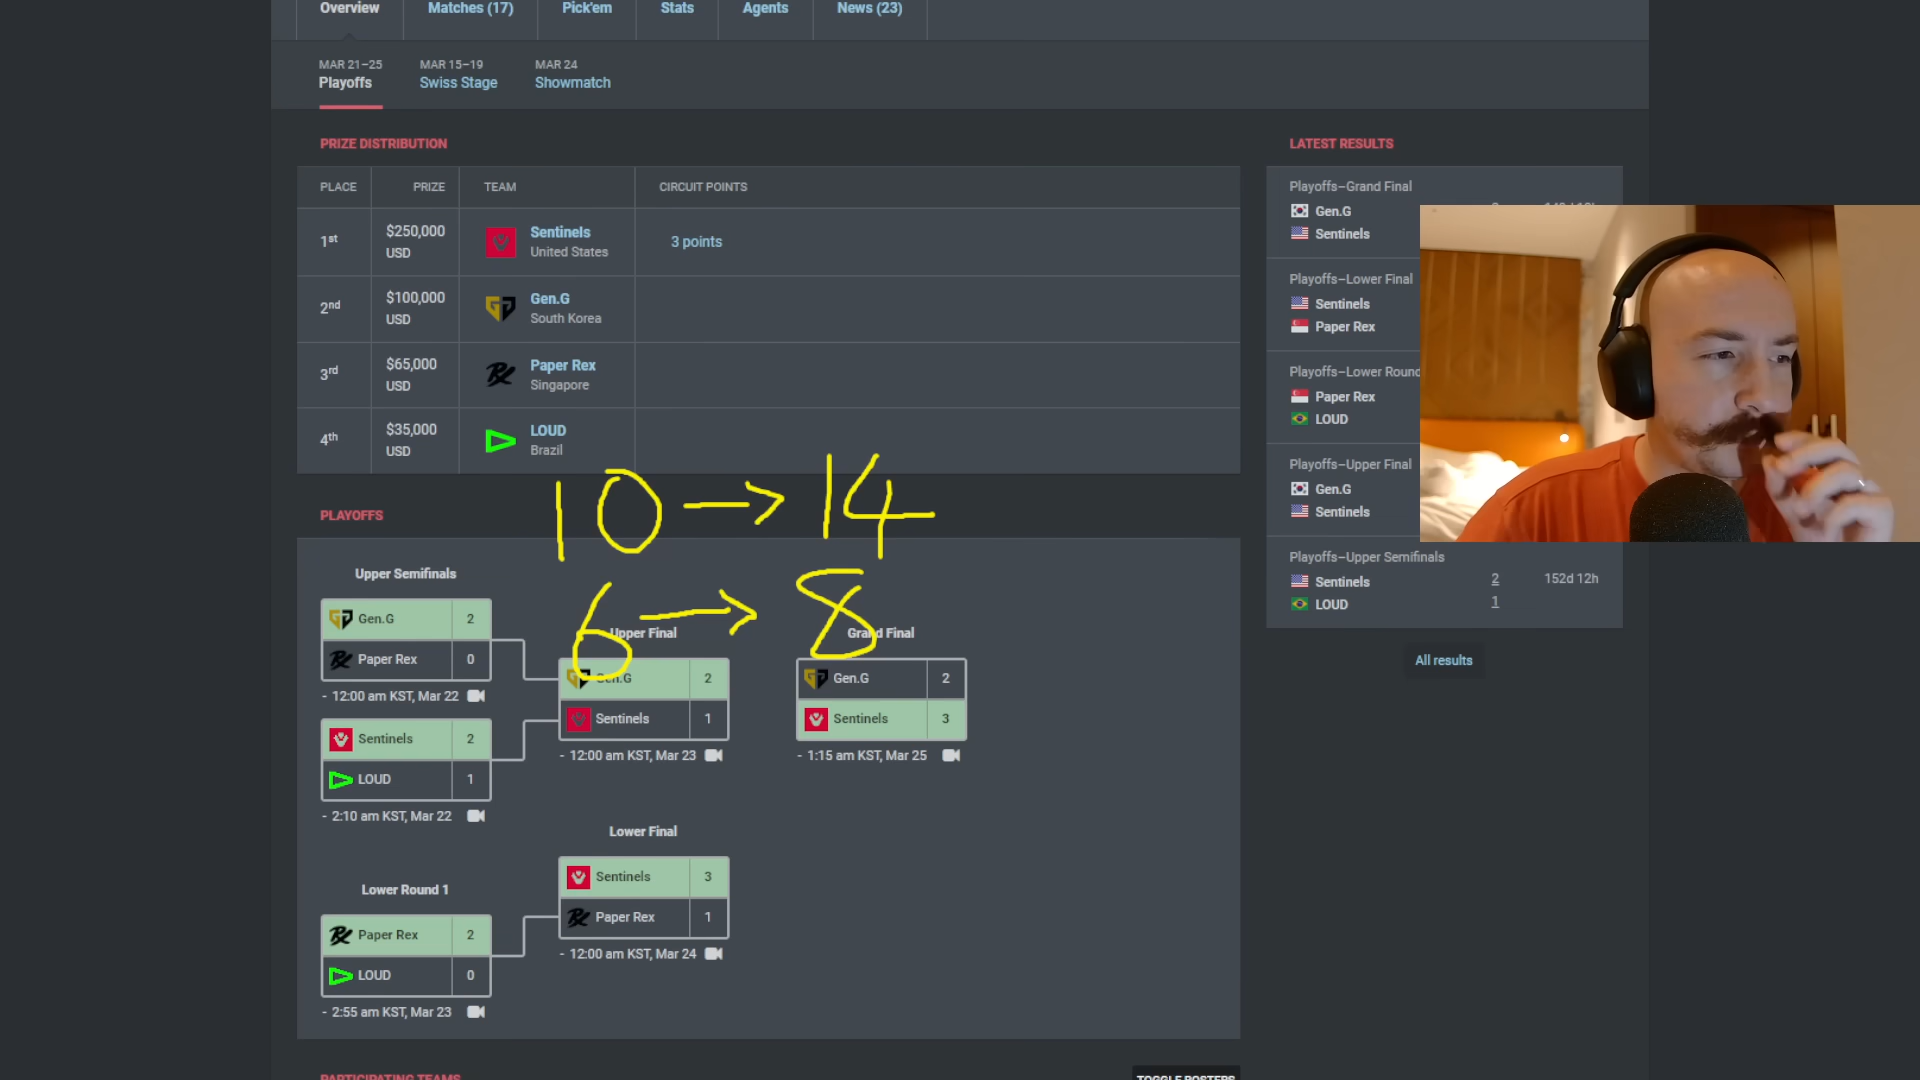 Overview Matches (17) Pick'em Stats Agents News (23)
MAR 21–25 MAR 15–19 MAR 24
Playoffs Swiss Stage Showmatch
PRIZE DISTRIBUTION
PLACE PRIZE TEAM CIRCUIT POINTS
1st $250,000 USD Sentinels United States 3 points
2nd $100,000 USD Gen.G South Korea
3rd $65,000 USD Paper Rex Singapore
4th $35,000 USD LOUD Brazil
10 → 14
6 → 8
PLAYOFFS
Upper Semifinals
Gen.G 2
Paper Rex 0
- 12:00 am KST, Mar 22
Sentinels 2
LOUD 1
- 2:10 am KST, Mar 22
Lower Round 1
Paper Rex 2
LOUD 0
- 2:55 am KST, Mar 23
Upper Final
Gen.G 2
Sentinels 1
- 12:00 am KST, Mar 23
Lower Final
Sentinels 3
Paper Rex 1
- 12:00 am KST, Mar 24
Grand Final
Gen.G 2
Sentinels 3
- 1:15 am KST, Mar 25
LATEST RESULTS
Playoffs–Grand Final
Gen.G
Sentinels
Playoffs–Lower Final
Sentinels
Paper Rex
Playoffs–Lower Round
Paper Rex
LOUD
Playoffs–Upper Final
Gen.G
Sentinels
Playoffs–Upper Semifinals
Sentinels 2 152d 12h
LOUD 1
All results
PARTICIPATING TEAMS
TOGGLE ROSTERS